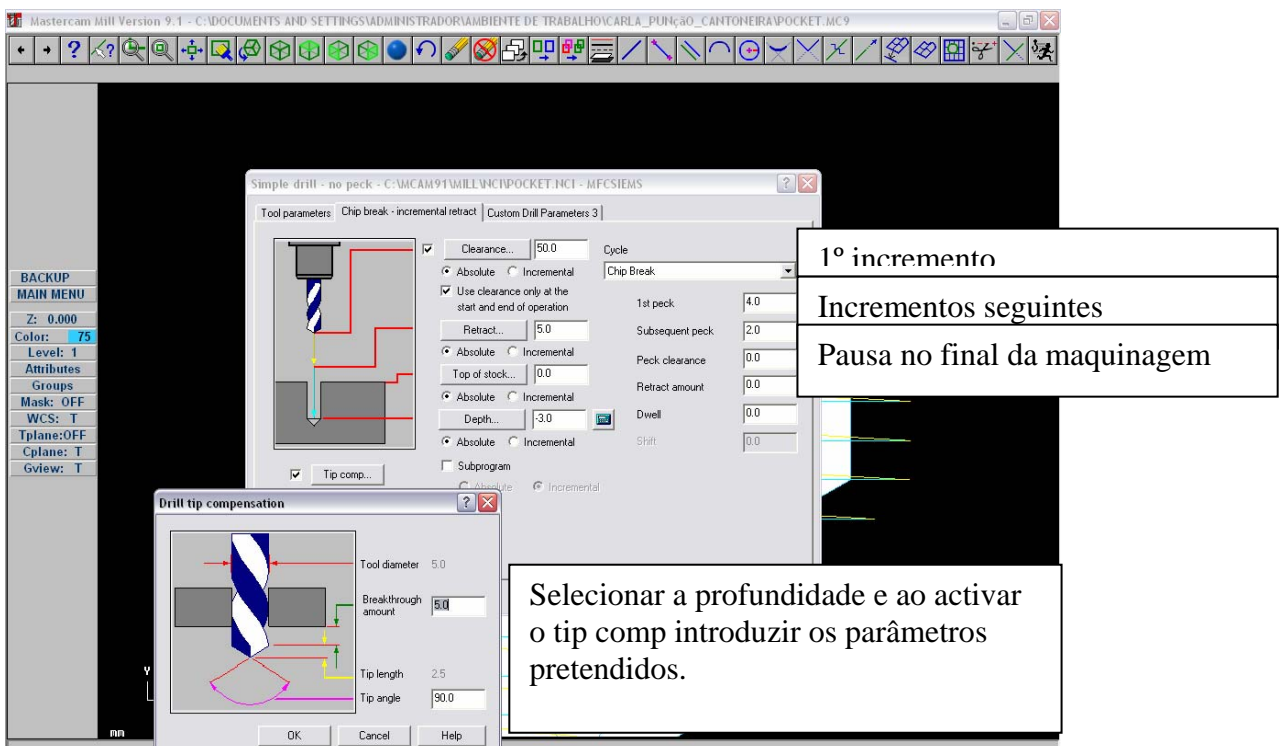 Mastercam Mill Version 9.1 - C:\DOCUMENTS AND SETTINGS\ADMINISTRADOR\AMBIENTE DE TRABALHO\CARLA_PUNÇãO_CANTONEIRA\POCKET.MC9
BACKUP
MAIN MENU
Z: 0.000
Color: 75
Level: 1
Attributes
Groups
Mask: OFF
WCS: T
Tplane:OFF
Cplane: T
Gview: T
Simple drill - no peck - C:\MCAM91\MILL\NCI\POCKET.NCI - MFCSIEMS
Tool parameters Chip break - incremental retract Custom Drill Parameters 3
Clearance... 50.0
Absolute Incremental
Use clearance only at the
start and end of operation
Retract... 5.0
Absolute Incremental
Top of stock... 0.0
Absolute Incremental
Depth... -3.0
Absolute Incremental
Subprogram
Absolute Incremental
Tip comp...
Cycle
Chip Break
1st peck 4.0
Subsequent peck 2.0
Peck clearance 0.0
Retract amount 0.0
Dwell 0.0
Shift 0.0
1º incremento
Incrementos seguintes
Pausa no final da maquinagem
Drill tip compensation
Tool diameter 5.0
Breakthrough
amount 5.0
Tip length 2.5
Tip angle 90.0
OK Cancel Help
Selecionar a profundidade e ao activar
o tip comp introduzir os parâmetros
pretendidos.
Y
mm